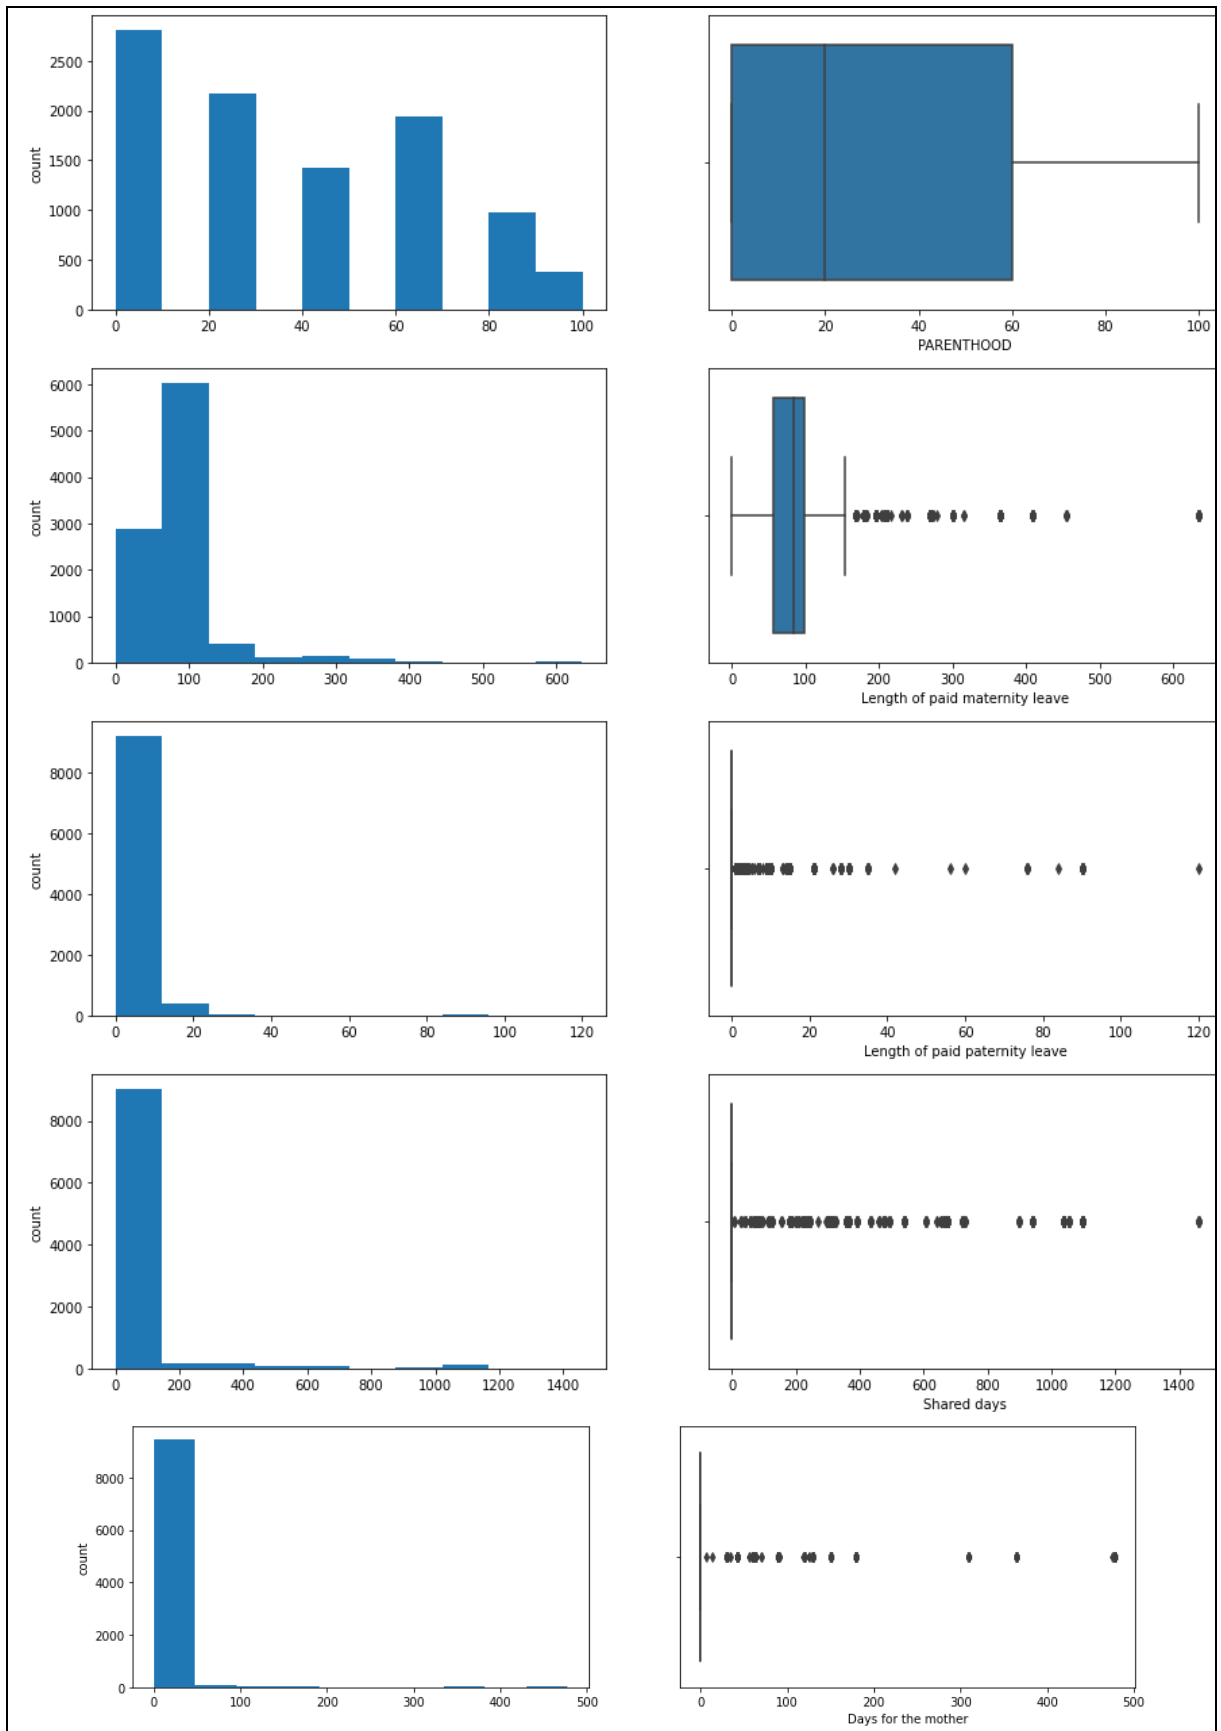 2500
2000
1500
1000
500
0
count
0 20 40 60 80 100
0 20 40 60 80 100
PARENTHOOD
6000
5000
4000
3000
2000
1000
0
count
0 100 200 300 400 500 600
0 100 200 300 400 500 600
Length of paid maternity leave
8000
6000
4000
2000
0
count
0 20 40 60 80 100 120
0 20 40 60 80 100 120
Length of paid paternity leave
8000
6000
4000
2000
0
count
0 200 400 600 800 1000 1200 1400
0 200 400 600 800 1000 1200 1400
Shared days
8000
6000
4000
2000
0
count
0 100 200 300 400 500
0 100 200 300 400 500
Days for the mother